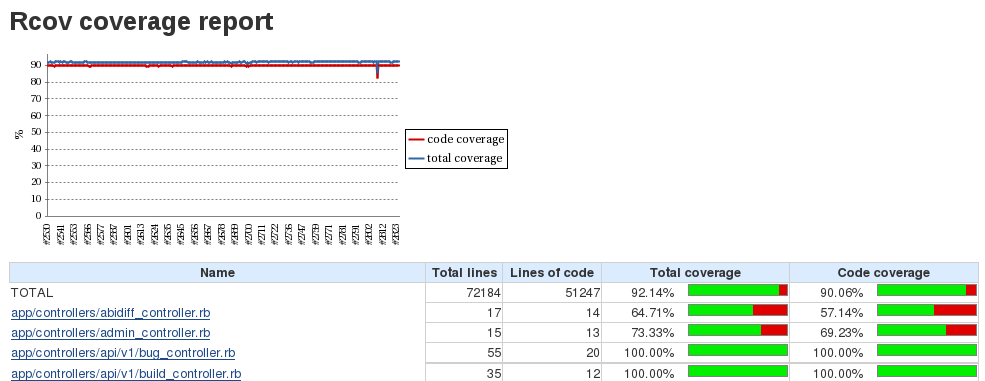 Rcov coverage report
90
80
70
60
50
40
30
20
10
0
%
code coverage
total coverage
#2530 #2541 #2553 #2566 #2577 #2587 #2601 #2613 #2624 #2635 #2645 #2656 #2667 #2678 #2689 #2700 #2711 #2722 #2736 #2747 #2759 #2771 #2781 #2791 #2802 #2812 #2823
Name Total lines Lines of code Total coverage Code coverage
TOTAL 72184 51247 92.14% 90.06%
app/controllers/abidiff_controller.rb 17 14 64.71% 57.14%
app/controllers/admin_controller.rb 15 13 73.33% 69.23%
app/controllers/api/v1/bug_controller.rb 55 20 100.00% 100.00%
app/controllers/api/v1/build_controller.rb 35 12 100.00% 100.00%